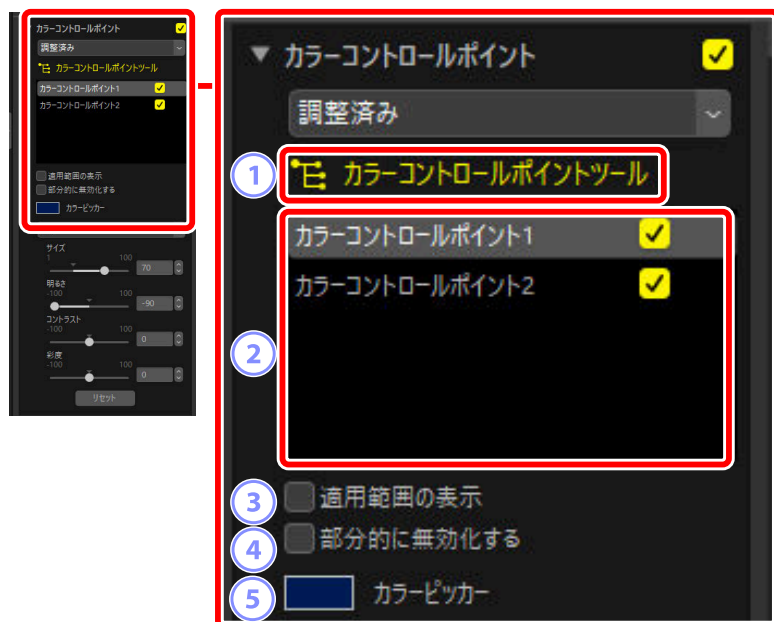 カラーコントロールポイント
調整済み
カラーコントロールポイントツール
カラーコントロールポイント1
カラーコントロールポイント2
適用範囲の表示
部分的に無効化する
カラーピッカー
サイズ
1 100
70
明るさ
-100 100
-90
コントラスト
-100 100
0
彩度
-100 100
0
リセット
カラーコントロールポイント
調整済み
1 カラーコントロールポイントツール
カラーコントロールポイント1
カラーコントロールポイント2
2
3 適用範囲の表示
4 部分的に無効化する
5 カラーピッカー